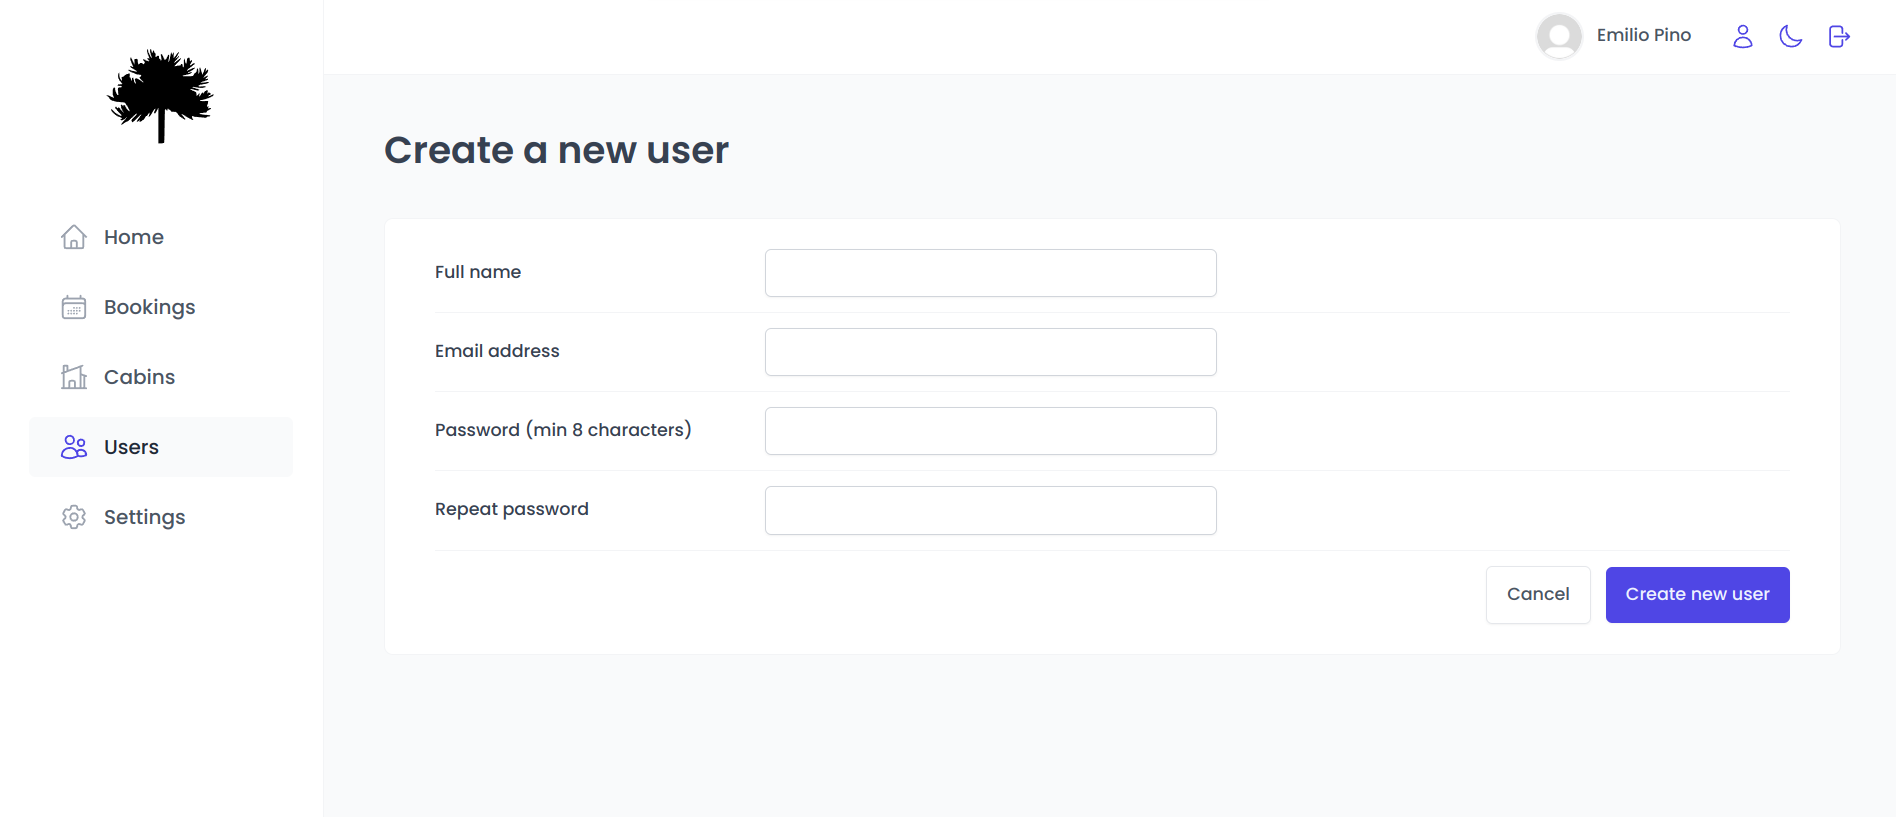 Emilio Pino
Home
Bookings
Cabins
Users
Settings
Create a new user
Full name
Email address
Password (min 8 characters)
Repeat password
Cancel
Create new user